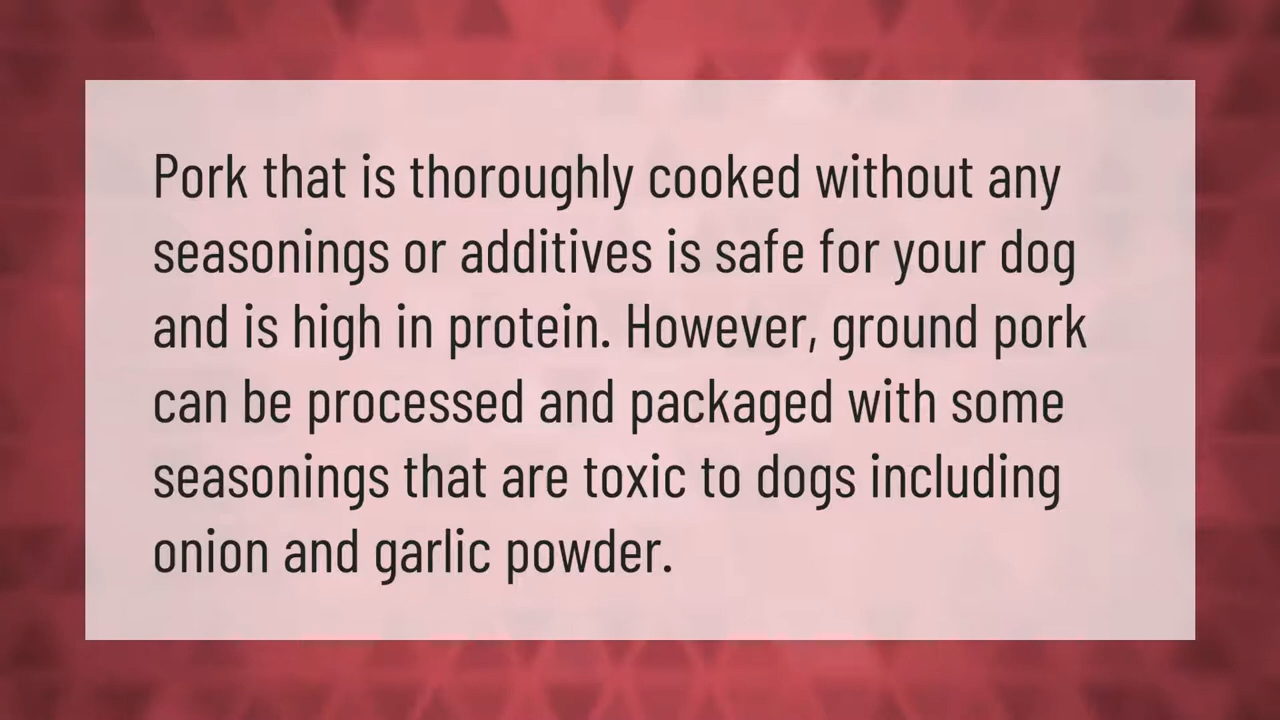 Pork that is thoroughly cooked without any
seasonings or additives is safe for your dog
and is high in protein. However, ground pork
can be processed and packaged with some
seasonings that are toxic to dogs including
onion and garlic powder.